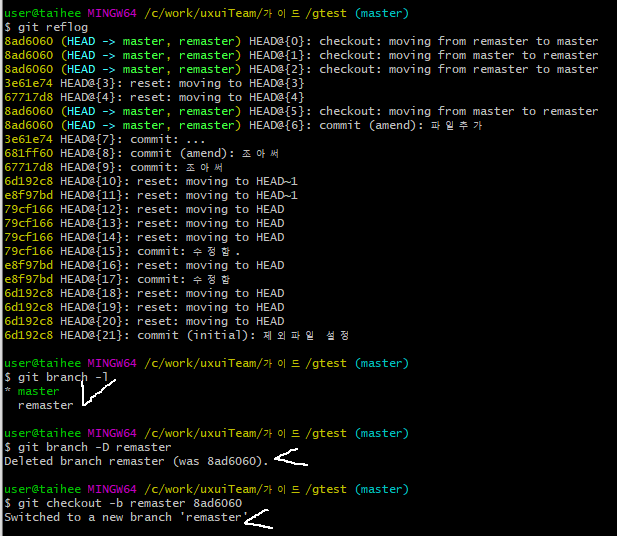 user@taihee MINGW64 /c/work/uxuiTeam/가이드/gtest (master)
$ git reflog
8ad6060 (HEAD -> master, remaster) HEAD@{0}: checkout: moving from remaster to master
8ad6060 (HEAD -> master, remaster) HEAD@{1}: checkout: moving from master to remaster
8ad6060 (HEAD -> master, remaster) HEAD@{2}: checkout: moving from master to master
3e61e74 HEAD@{3}: reset: moving to HEAD@{3}
67717d8 HEAD@{4}: reset: moving to HEAD@{4}
8ad6060 (HEAD -> master, remaster) HEAD@{5}: checkout: moving from master to remaster
8ad6060 (HEAD -> master, remaster) HEAD@{6}: commit (amend): 파일추가
3e61e74 HEAD@{7}: commit: ...
681ff60 HEAD@{8}: commit (amend): 조아써
67717d8 HEAD@{9}: commit: 조아써
6d192c8 HEAD@{10}: reset: moving to HEAD~1
e8f97bd HEAD@{11}: reset: moving to HEAD~1
79cf166 HEAD@{12}: reset: moving to HEAD
79cf166 HEAD@{13}: reset: moving to HEAD
79cf166 HEAD@{14}: reset: moving to HEAD
79cf166 HEAD@{15}: commit: 수정함.
e8f97bd HEAD@{16}: reset: moving to HEAD
e8f97bd HEAD@{17}: commit: 수정함
6d192c8 HEAD@{18}: reset: moving to HEAD
6d192c8 HEAD@{19}: reset: moving to HEAD
6d192c8 HEAD@{20}: reset: moving to HEAD
6d192c8 HEAD@{21}: commit (initial): 제외파일 설정
user@taihee MINGW64 /c/work/uxuiTeam/가이드/gtest (master)
$ git branch -l
* master
remaster
user@taihee MINGW64 /c/work/uxuiTeam/가이드/gtest (master)
$ git branch -D remaster
Deleted branch remaster (was 8ad6060).
user@taihee MINGW64 /c/work/uxuiTeam/가이드/gtest (master)
$ git checkout -b remaster 8ad6060
Switched to a new branch 'remaster'